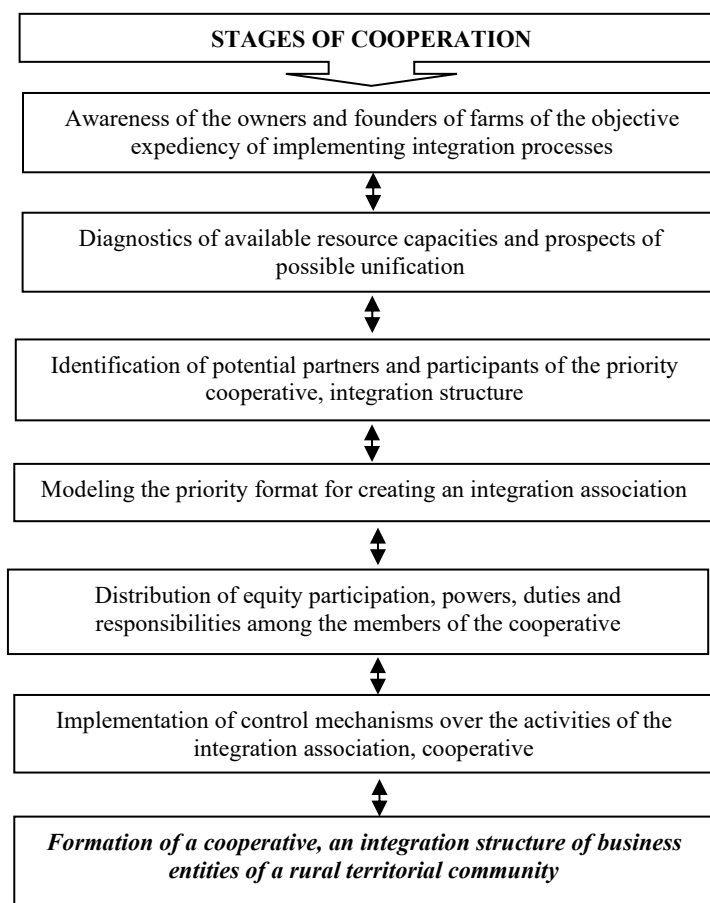 STAGES OF COOPERATION
Awareness of the owners and founders of farms of the objective
expediency of implementing integration processes
Diagnostics of available resource capacities and prospects of
possible unification
Identification of potential partners and participants of the priority
cooperative, integration structure
Modeling the priority format for creating an integration association
Distribution of equity participation, powers, duties and
responsibilities among the members of the cooperative
Implementation of control mechanisms over the activities of the
integration association, cooperative
Formation of a cooperative, an integration structure of business
entities of a rural territorial community